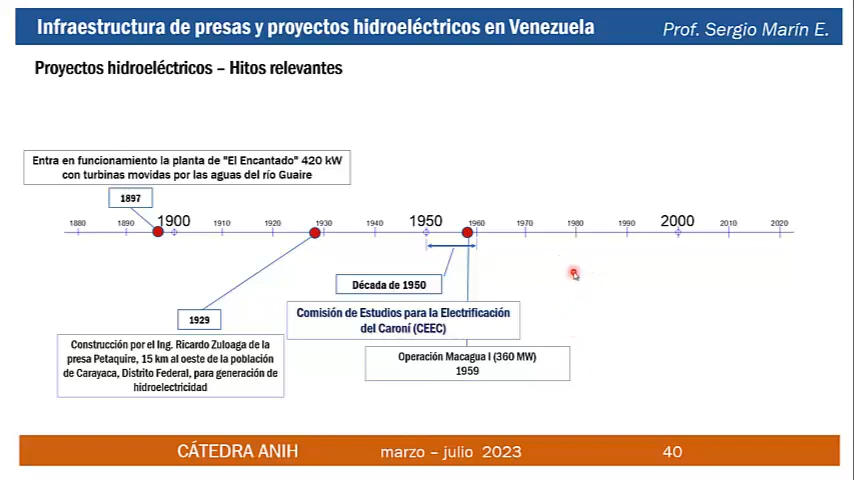 Infraestructura de presas y proyectos hidroeléctricos en Venezuela
Prof. Sergio Marín E.
Proyectos hidroeléctricos – Hitos relevantes
Entra en funcionamiento la planta de "El Encantado" 420 kW
con turbinas movidas por las aguas del río Guaire
1897
1880 1890 1900 1910 1920 1930 1940 1950 1960 1970 1980 1990 2000 2010 2020
Década de 1950
Comisión de Estudios para la Electrificación
del Caroní (CEEC)
1929
Construcción por el Ing. Ricardo Zuloaga de la
presa Petaquire, 15 km al oeste de la población
de Carayaca, Distrito Federal, para generación de
hidroelectricidad
Operación Macagua I (360 MW)
1959
CÁTEDRA ANIH marzo – julio 2023 40